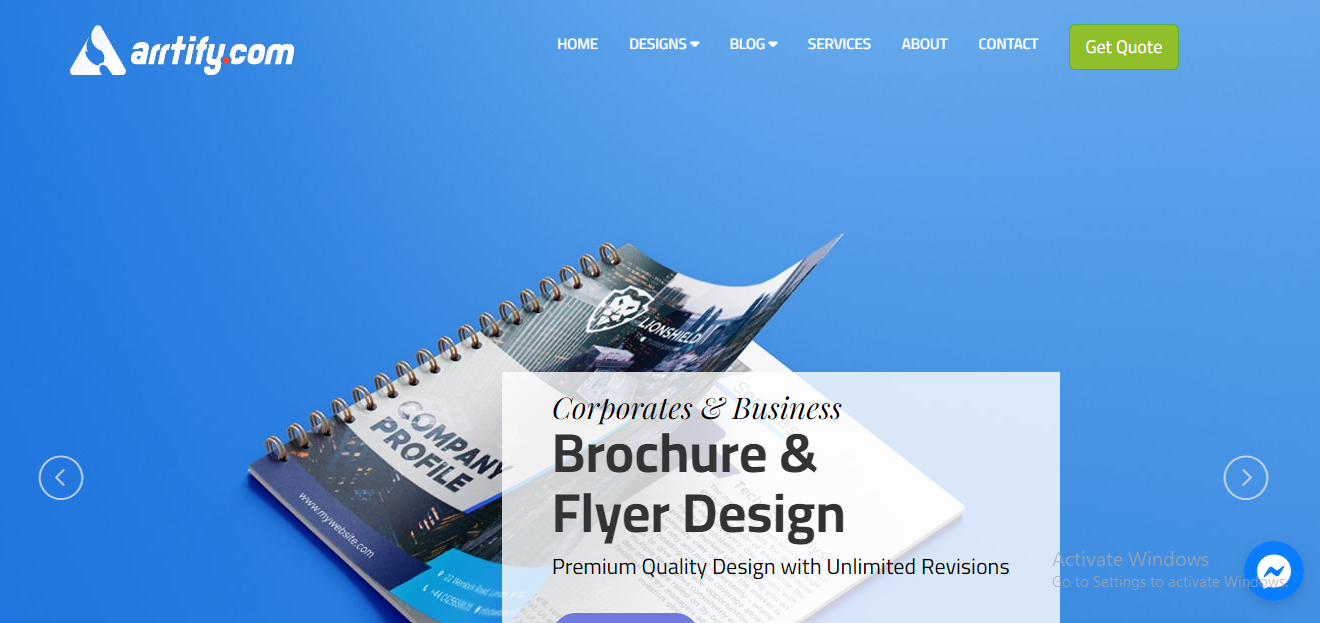 arrtify.com
HOME
DESIGNS
BLOG
SERVICES
ABOUT
CONTACT
Get Quote
LIONSHIELD
COMPANY
PROFILE
www.mywebsite.com
Corporates & Business
Brochure &
Flyer Design
Premium Quality Design with Unlimited Revisions
Activate Windows
Go to Settings to activate Windows.